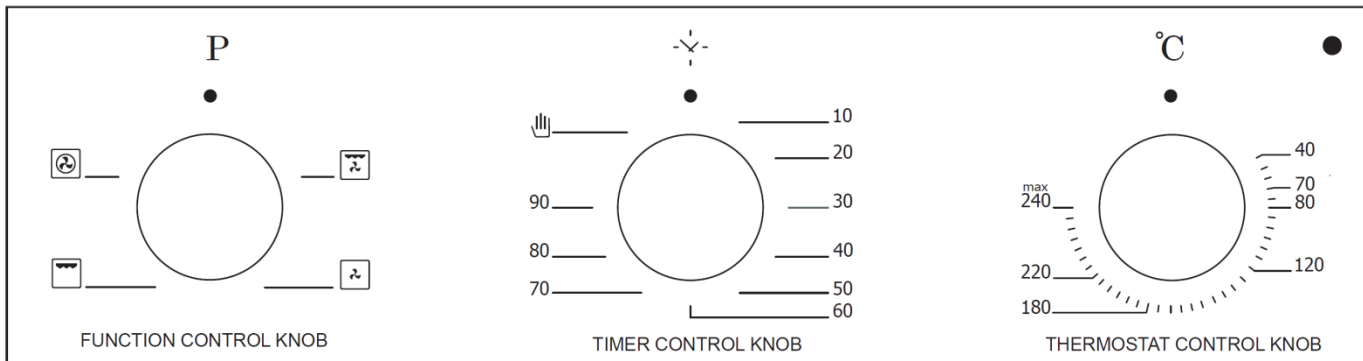 P
°C
10
20
30
40
50
60
70
80
90
40
70
80
120
180
220
max
240
FUNCTION CONTROL KNOB
TIMER CONTROL KNOB
THERMOSTAT CONTROL KNOB